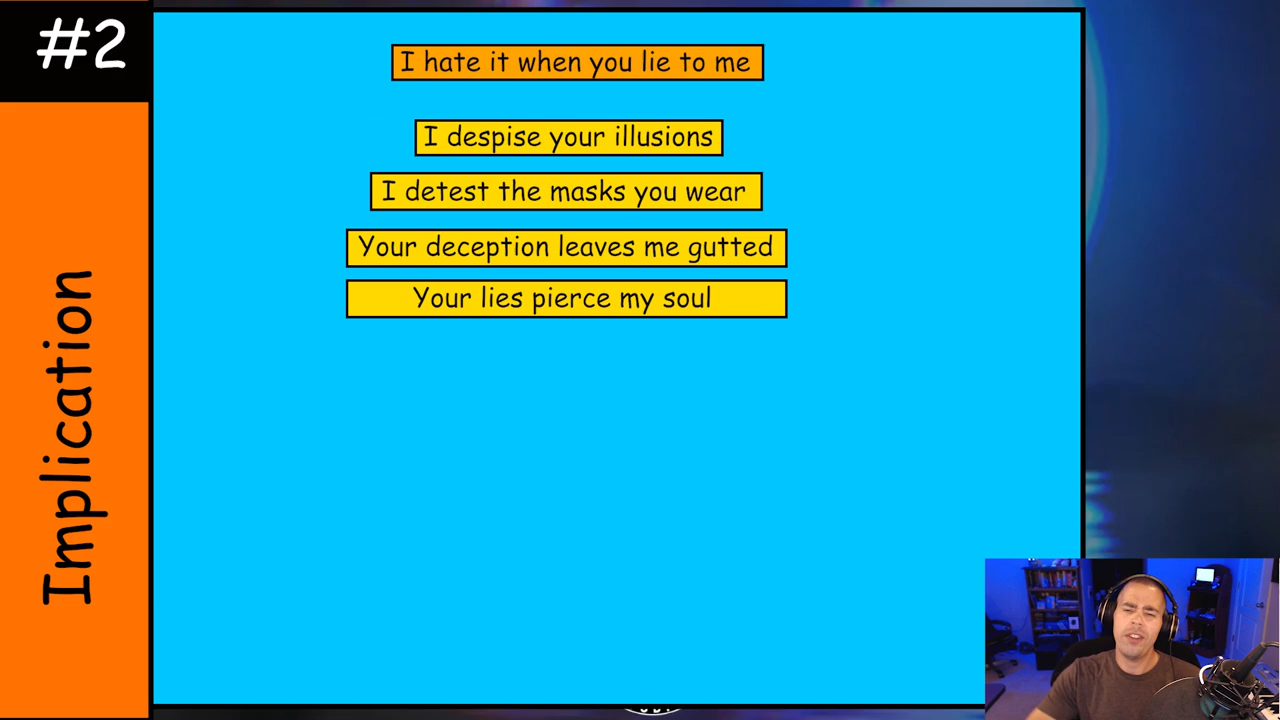 #2
Implication
I hate it when you lie to me
I despise your illusions
I detest the masks you wear
Your deception leaves me gutted
Your lies pierce my soul